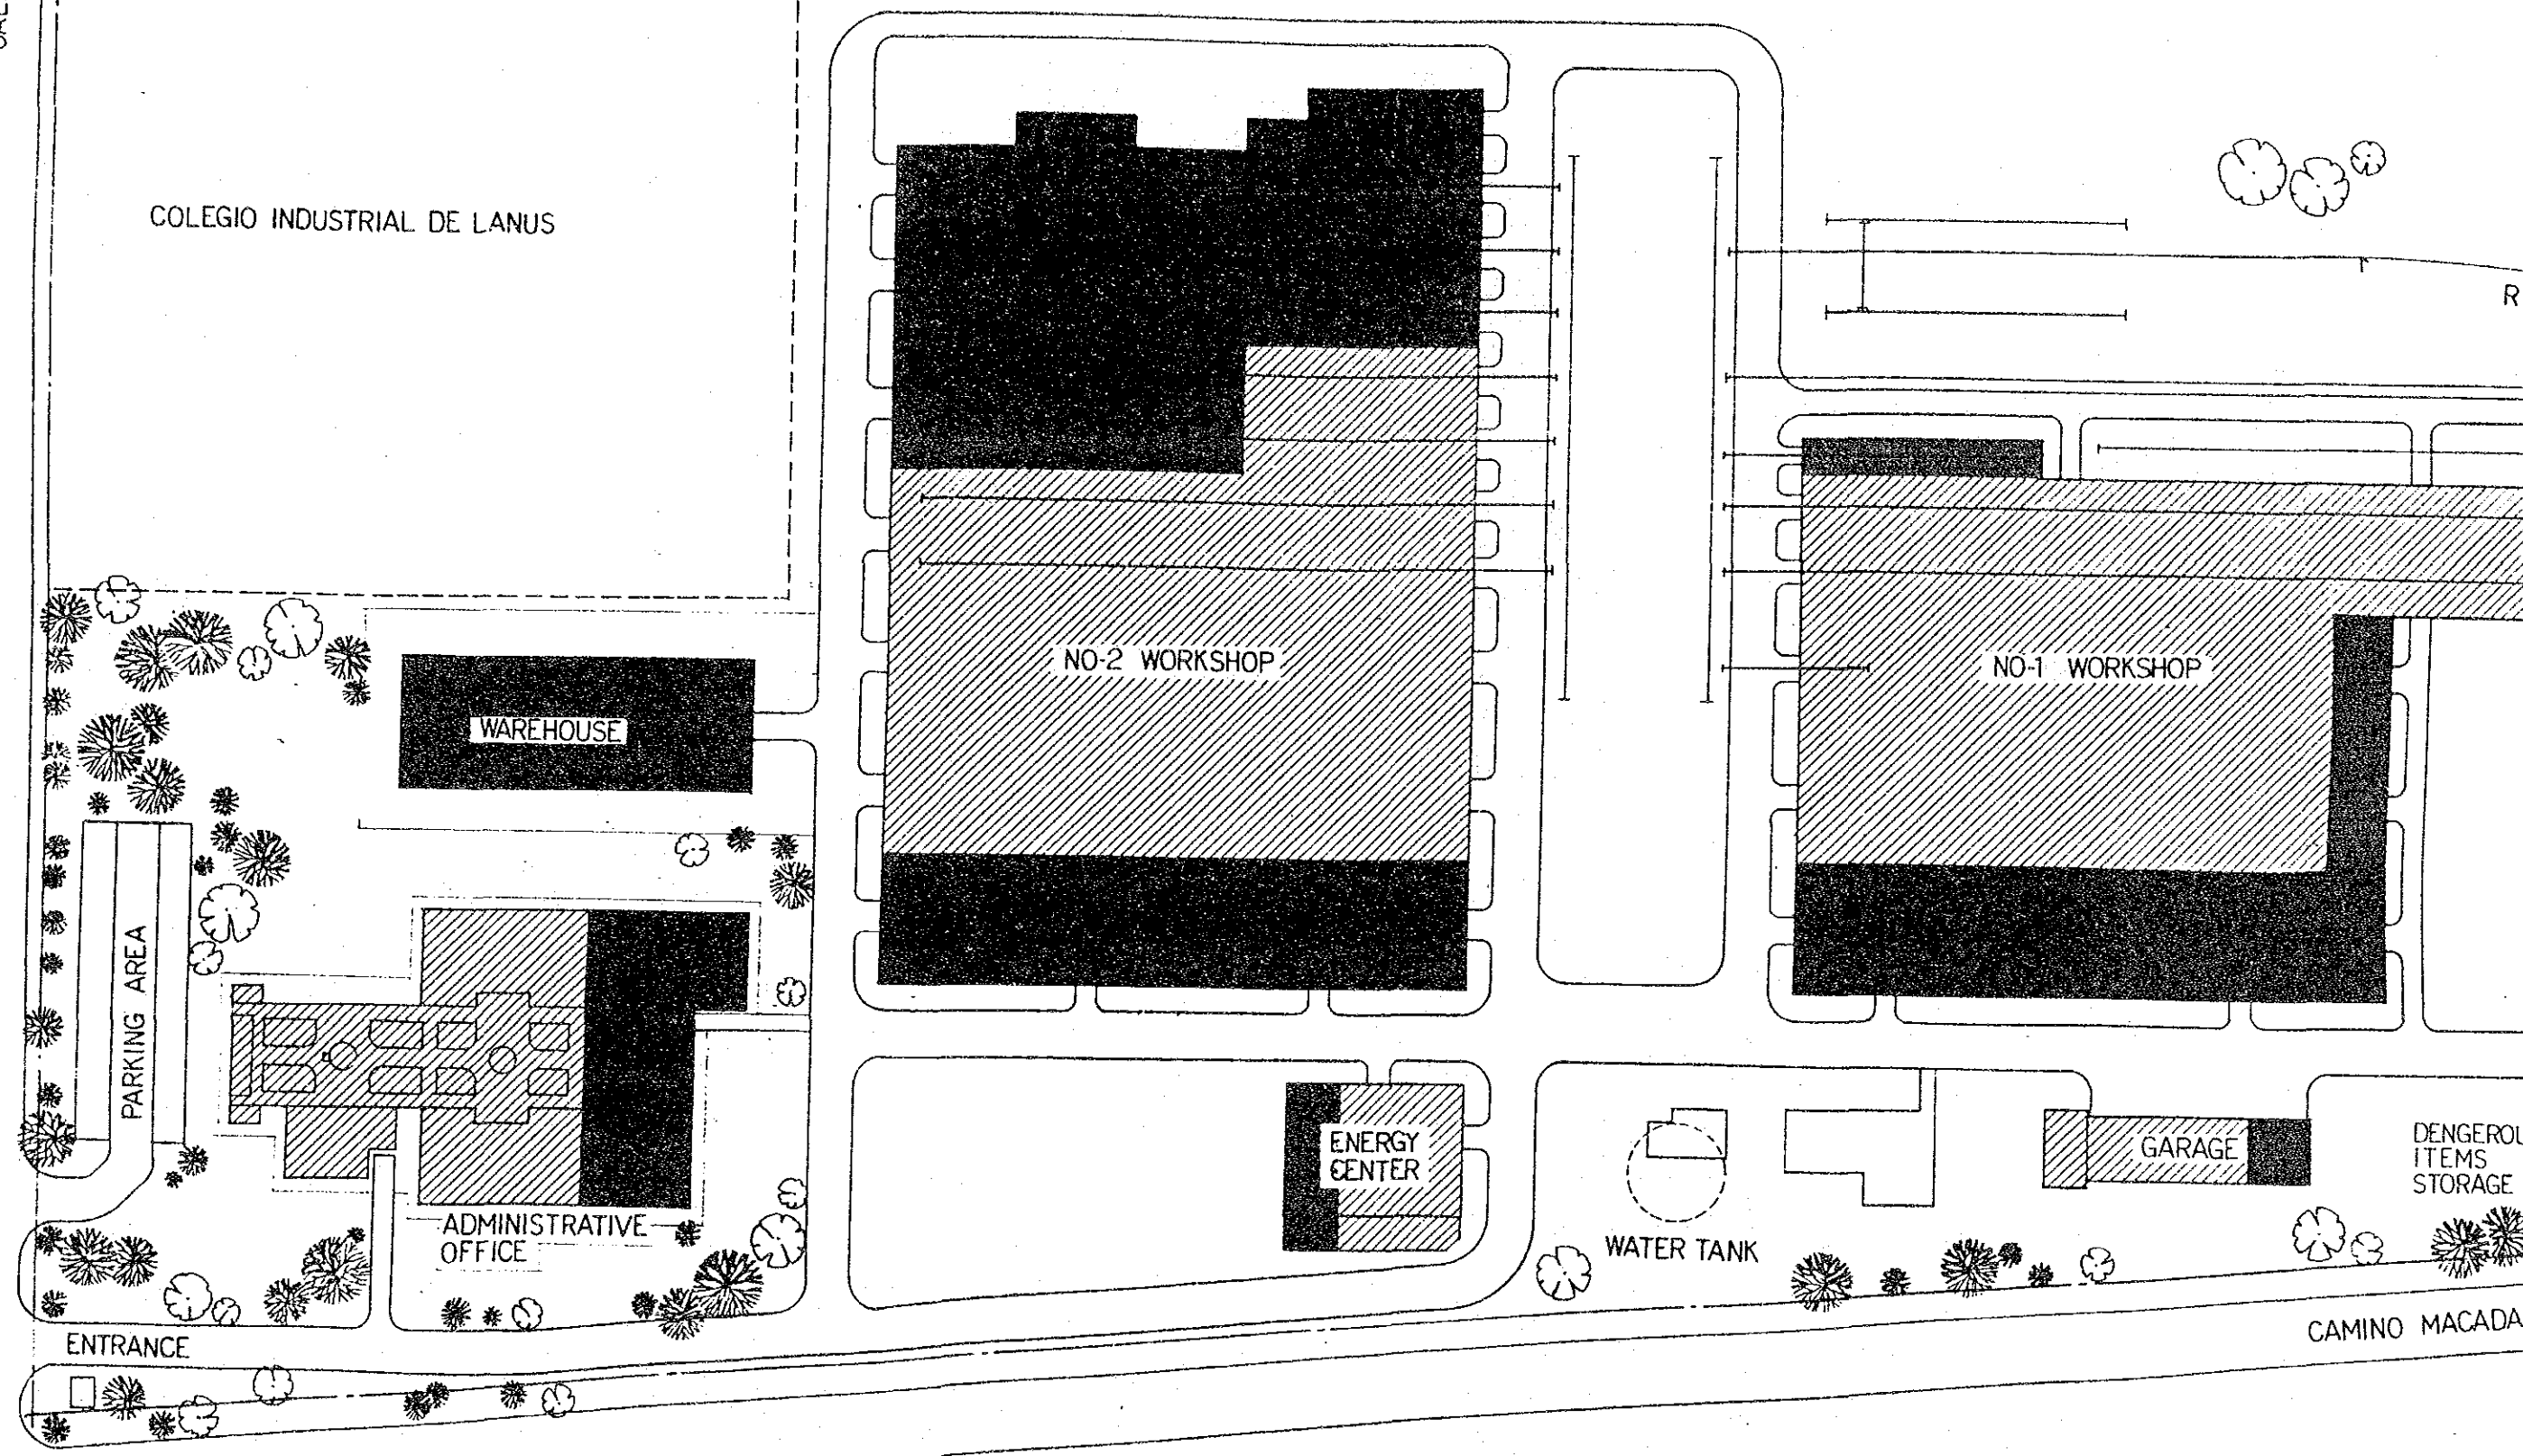 COLEGIO INDUSTRIAL DE LANUS
R
NO-2 WORKSHOP
NO-1 WORKSHOP
WAREHOUSE
PARKING AREA
ENERGY
CENTER
GARAGE
DENGEROU
ITEMS
STORAGE
ADMINISTRATIVE
OFFICE
WATER TANK
ENTRANCE
CAMINO MACADA